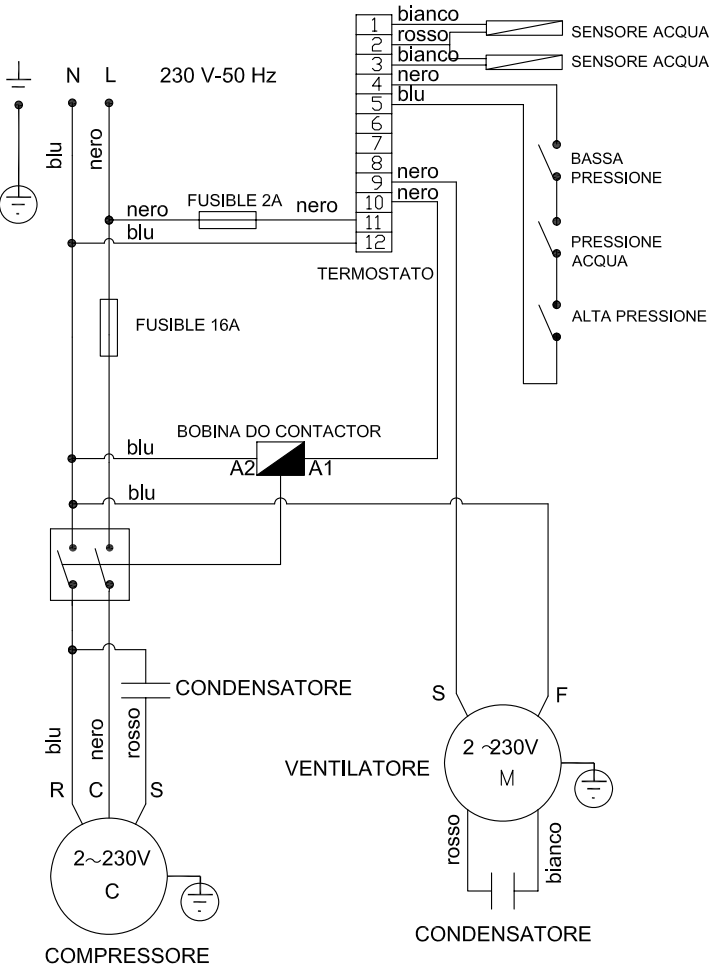 N L 230 V-50 Hz
blu
nero
1
2
3
4
5
6
7
8
9
10
11
12
bianco
rosso
bianco
nero
blu
nero
nero
SENSORE ACQUA
SENSORE ACQUA
BASSA
PRESSIONE
PRESSIONE
ACQUA
ALTA PRESSIONE
nero
FUSIBLE 2A
nero
blu
TERMOSTATO
FUSIBLE 16A
BOBINA DO CONTACTOR
blu
A2
A1
blu
CONDENSATORE
blu
nero
rosso
R C S
2~230V
C
COMPRESSORE
S F
VENTILATORE
2 ~230V
M
rosso
bianco
CONDENSATORE